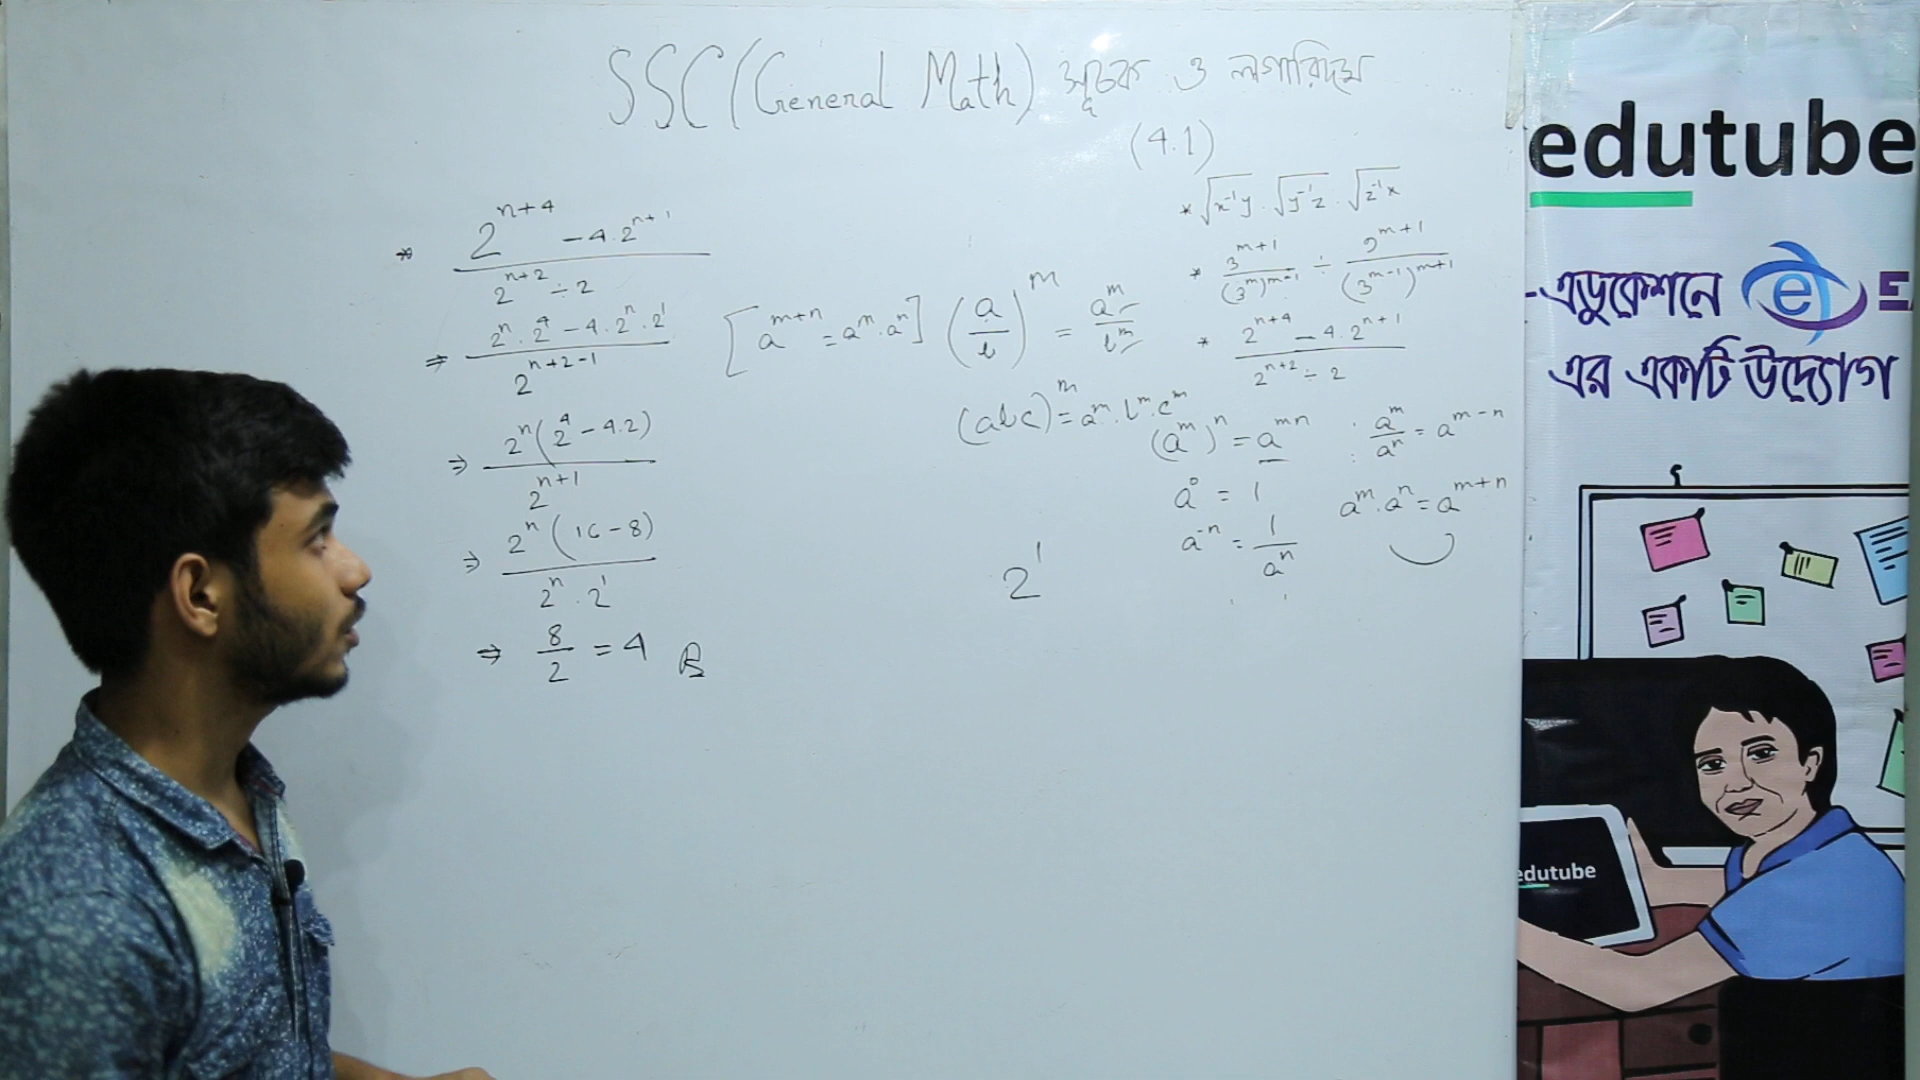 SSC (General Math) সূচক ও লগারিদম
(4.1)
* √x⁻¹y . √y⁻¹z . √z⁻¹x
* 3^(m+1) / (3^m)^(m-1) ÷ 9^(m+1) / (3^(m-1))^(m+1)
* (2^(n+4) - 4.2^(n+1)) / (2^(n+2) ÷ 2)
* (2^(n+4) - 4.2^(n+1)) / (2^(n+2) ÷ 2)
⇒ (2^n . 2^4 - 4.2^n . 2^1) / 2^(n+2-1)
[a^(m+n) = a^m . a^n]
(a/b)^m = a^m / b^m
⇒ 2^n (2^4 - 4.2) / 2^(n+1)
⇒ 2^n (16 - 8) / (2^n . 2^1)
⇒ 8/2 = 4
(abc)^m = a^m . b^m . c^m
(a^m)^n = a^(mn)
a^m / a^n = a^(m-n)
a^0 = 1
a^m . a^n = a^(m+n)
a^(-n) = 1 / a^n
2^1
edutube
-এডুকেশনে e
এর একটি উদ্যোগ
edutube